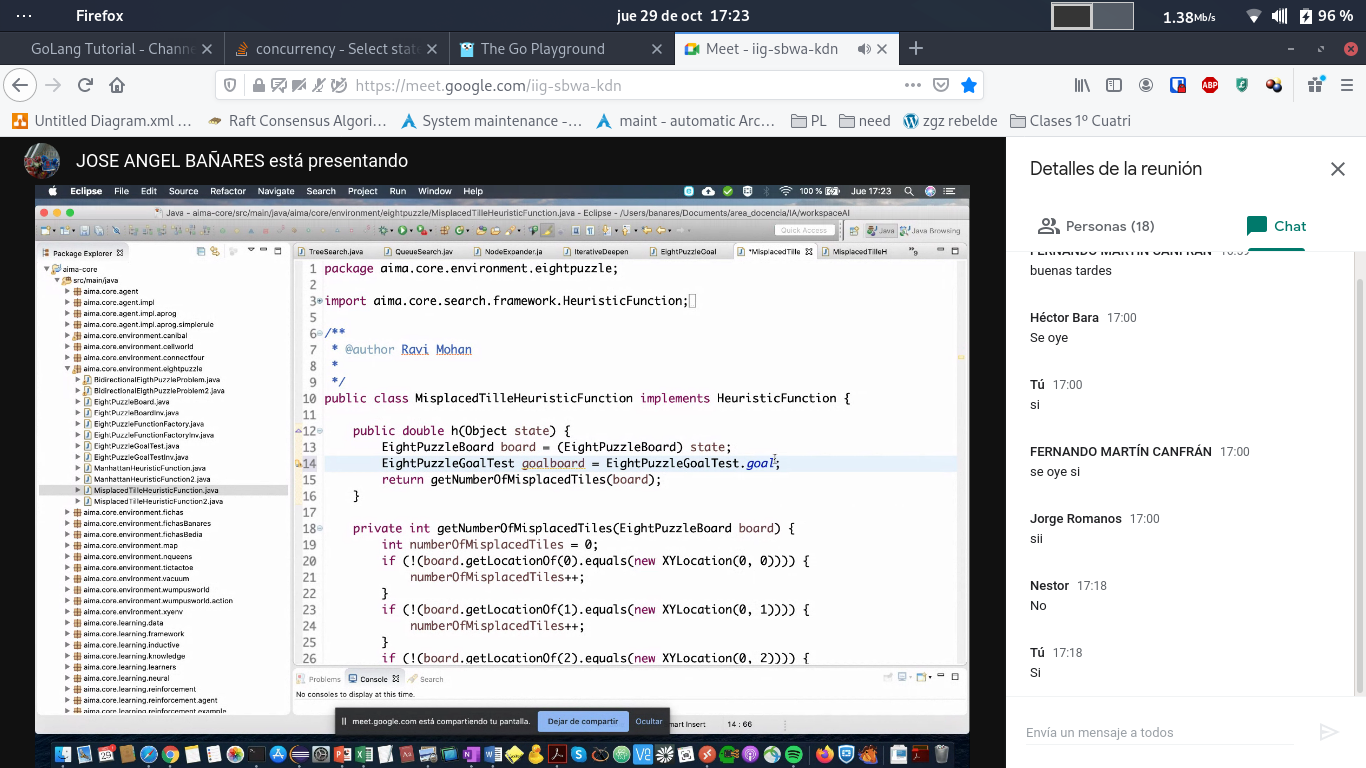 Firefox
jue 29 de oct 17:23
1.38Mb/s
96 %
GoLang Tutorial - Channe
concurrency - Select stat
The Go Playground
Meet - iig-sbwa-kdn
https://meet.google.com/iig-sbwa-kdn
Untitled Diagram.xml ...
Raft Consensus Algori...
System maintenance -...
maint - automatic Arc...
PL
need
zgz rebelde
Clases 1º Cuatri
JOSE ANGEL BAÑARES está presentando
Eclipse File Edit Source Refactor Navigate Search Project Run Window Help
100 %
Jue 17:23
Java - aima-core/src/main/java/aima/core/environment/eightpuzzle/MisplacedTilleHeuristicFunction.java - Eclipse - /Users/banares/Documents/area_docencia/IA/workspaceAI
Quick Access
Java
Java Browsing
Package Explorer
aima-core
src/main/java
aima.core.agent
aima.core.agent.impl
aima.core.agent.impl.aprog
aima.core.agent.impl.aprog.simplerule
aima.core.environment.canibal
aima.core.environment.cellworld
aima.core.environment.connectfour
aima.core.environment.eightpuzzle
BidirectionalEigthPuzzleProblem.java
BidirectionalEigthPuzzleProblem2.java
EightPuzzleBoard.java
EightPuzzleBoardInv.java
EightPuzzleFunctionFactory.java
EightPuzzleFunctionFactoryInv.java
EightPuzzleGoalTest.java
EightPuzzleGoalTestInv.java
ManhattanHeuristicFunction.java
ManhattanHeuristicFunction2.java
MisplacedTilleHeuristicFunction.java
MisplacedTilleHeuristicFunction2.java
aima.core.environment.fichas
aima.core.environment.fichasBanares
aima.core.environment.fichasBedia
aima.core.environment.map
aima.core.environment.nqueens
aima.core.environment.tictactoe
aima.core.environment.vacuum
aima.core.environment.wumpusworld
aima.core.environment.wumpusworld.action
aima.core.environment.xyenv
aima.core.learning.data
aima.core.learning.framework
aima.core.learning.inductive
aima.core.learning.knowledge
aima.core.learning.learners
aima.core.learning.neural
aima.core.learning.reinforcement
aima.core.learning.reinforcement.agent
aima.core.learning.reinforcement.example
TreeSearch.java
QueueSearch.jav
NodeExpander.ja
IterativeDeepen
EightPuzzleGoal
*MisplacedTille
MisplacedTilleH
»9
1 package aima.core.environment.eightpuzzle;
2
3 import aima.core.search.framework.HeuristicFunction;
5
6 /**
7 * @author Ravi Mohan
8 *
9 */
10 public class MisplacedTilleHeuristicFunction implements HeuristicFunction {
11
12 public double h(Object state) {
13 EightPuzzleBoard board = (EightPuzzleBoard) state;
14 EightPuzzleGoalTest goalboard = EightPuzzleGoalTest.goal;
15 return getNumberOfMisplacedTiles(board);
16 }
17
18 private int getNumberOfMisplacedTiles(EightPuzzleBoard board) {
19 int numberOfMisplacedTiles = 0;
20 if (!(board.getLocationOf(0).equals(new XYLocation(0, 0)))) {
21 numberOfMisplacedTiles++;
22 }
23 if (!(board.getLocationOf(1).equals(new XYLocation(0, 1)))) {
24 numberOfMisplacedTiles++;
25 }
26 if (!(board.getLocationOf(2).equals(new XYLocation(0, 2)))) {
Problems
Console
Search
No consoles to display at this time.
meet.google.com está compartiendo tu pantalla.
Dejar de compartir
Ocultar
mart Insert
14 : 66
Detalles de la reunión
Personas (18)
Chat
FERNANDO MARTÍN CANFRÁN 16:59
buenas tardes
Héctor Bara 17:00
Se oye
Tú 17:00
si
FERNANDO MARTÍN CANFRÁN 17:00
se oye si
Jorge Romanos 17:00
sii
Nestor 17:18
No
Tú 17:18
Si
Envía un mensaje a todos